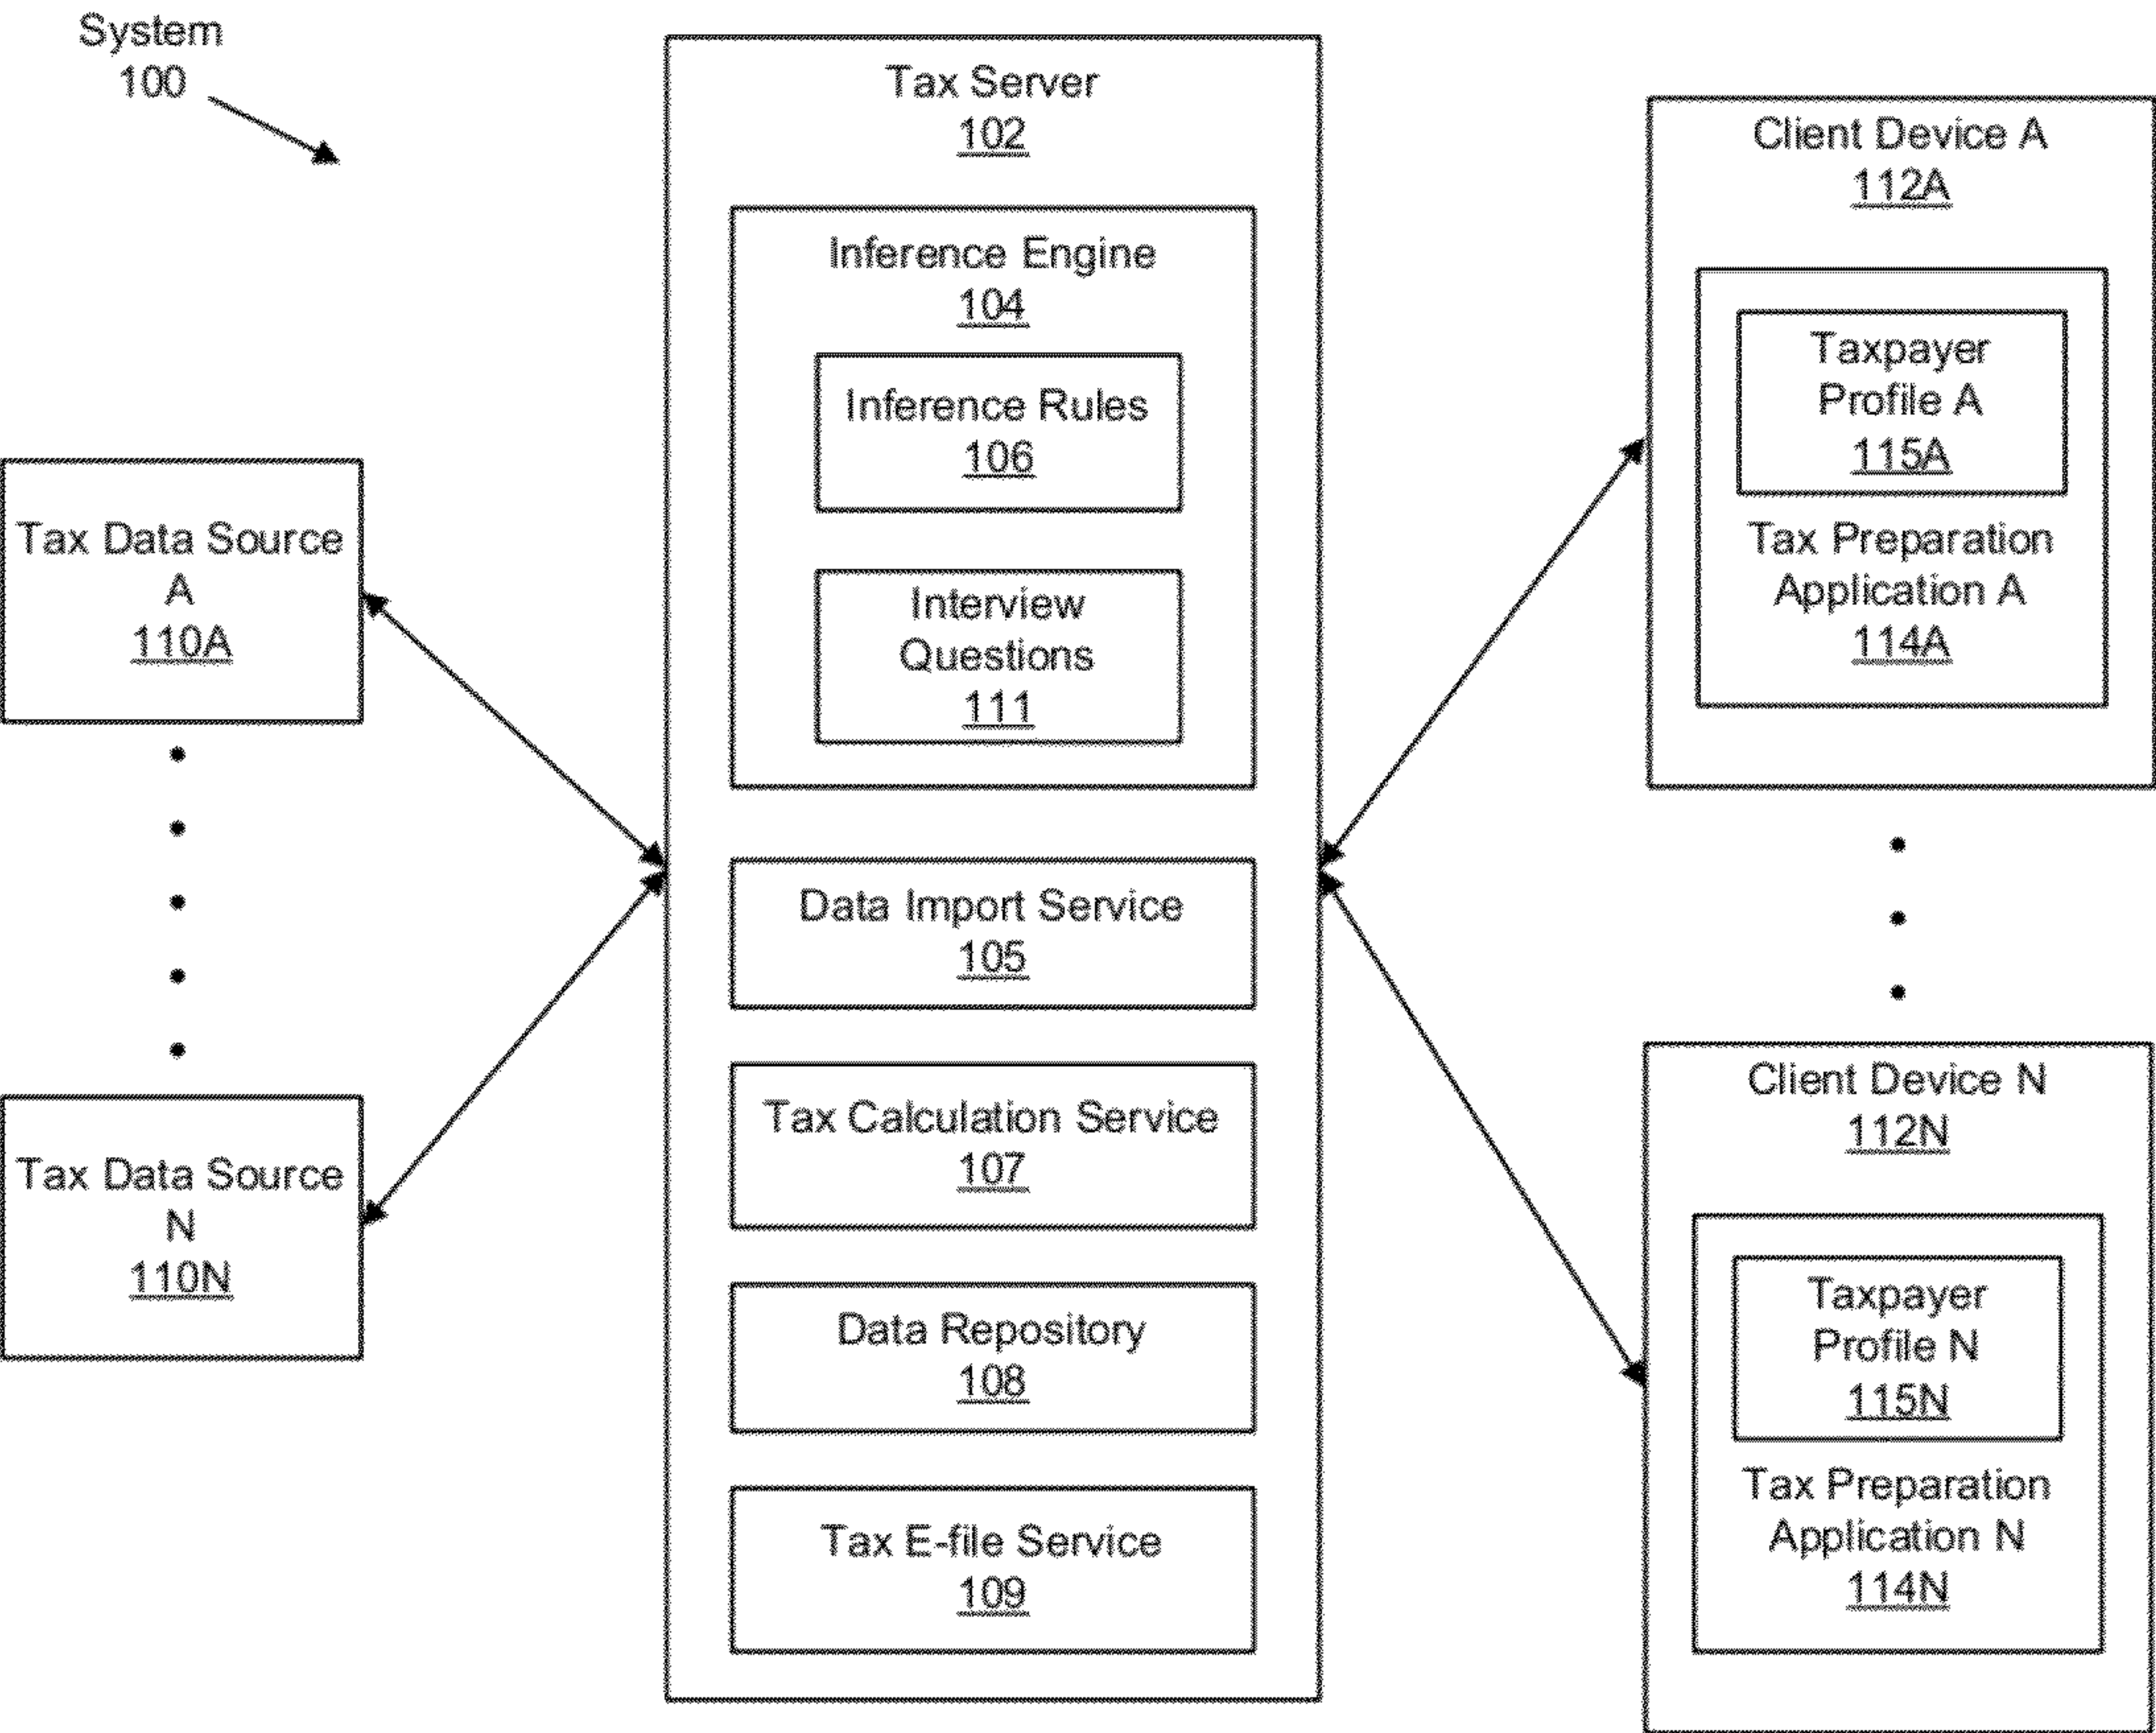 System
100
Tax Data Source
A
110A
Tax Data Source
N
110N
Tax Server
102
Inference Engine
104
Inference Rules
106
Interview
Questions
111
Data Import Service
105
Tax Calculation Service
107
Data Repository
108
Tax E-file Service
109
Client Device A
112A
Taxpayer
Profile A
115A
Tax Preparation
Application A
114A
Client Device N
112N
Taxpayer
Profile N
115N
Tax Preparation
Application N
114N